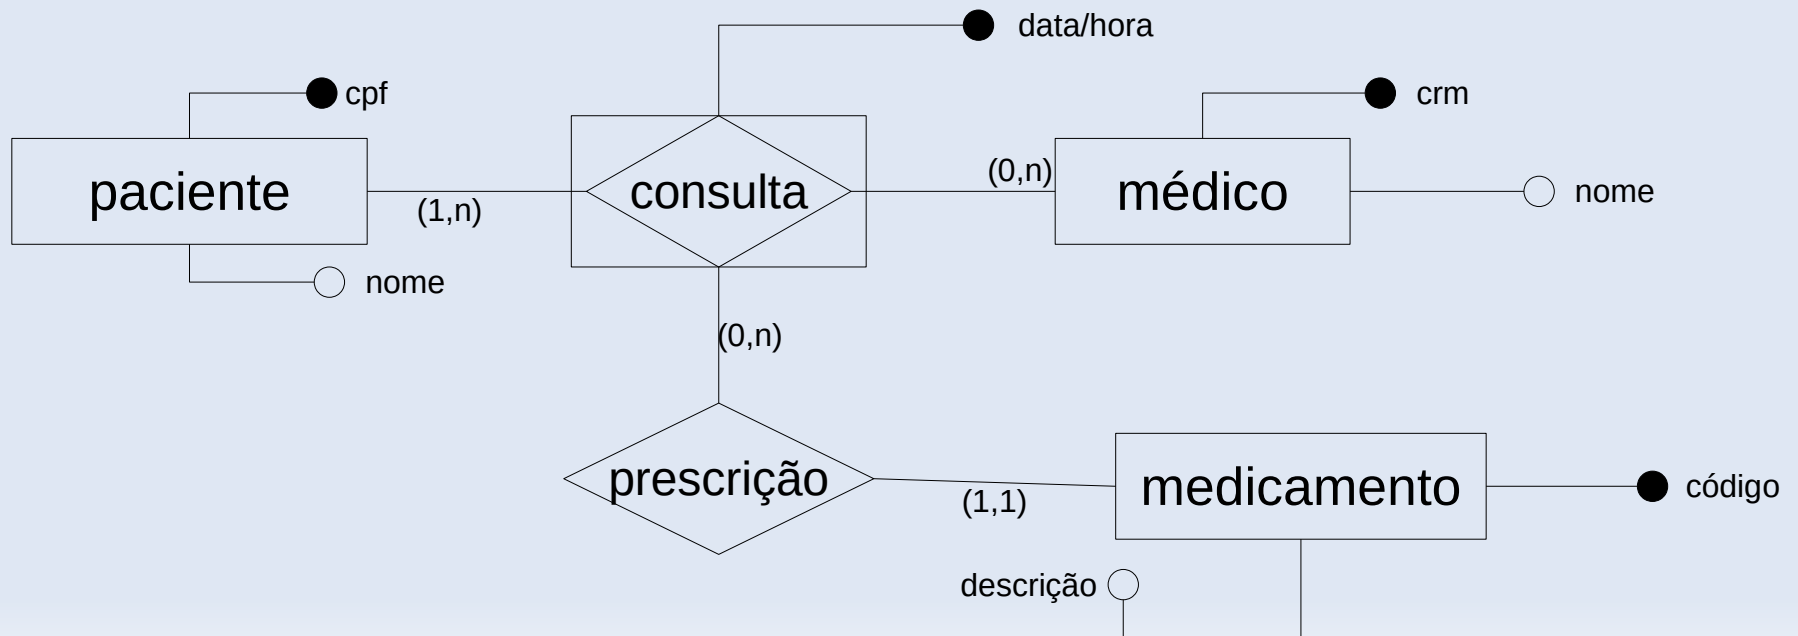 data/hora
cpf
crm
paciente
(1,n)
consulta
(0,n)
médico
nome
nome
(0,n)
prescrição
(1,1)
medicamento
código
descrição